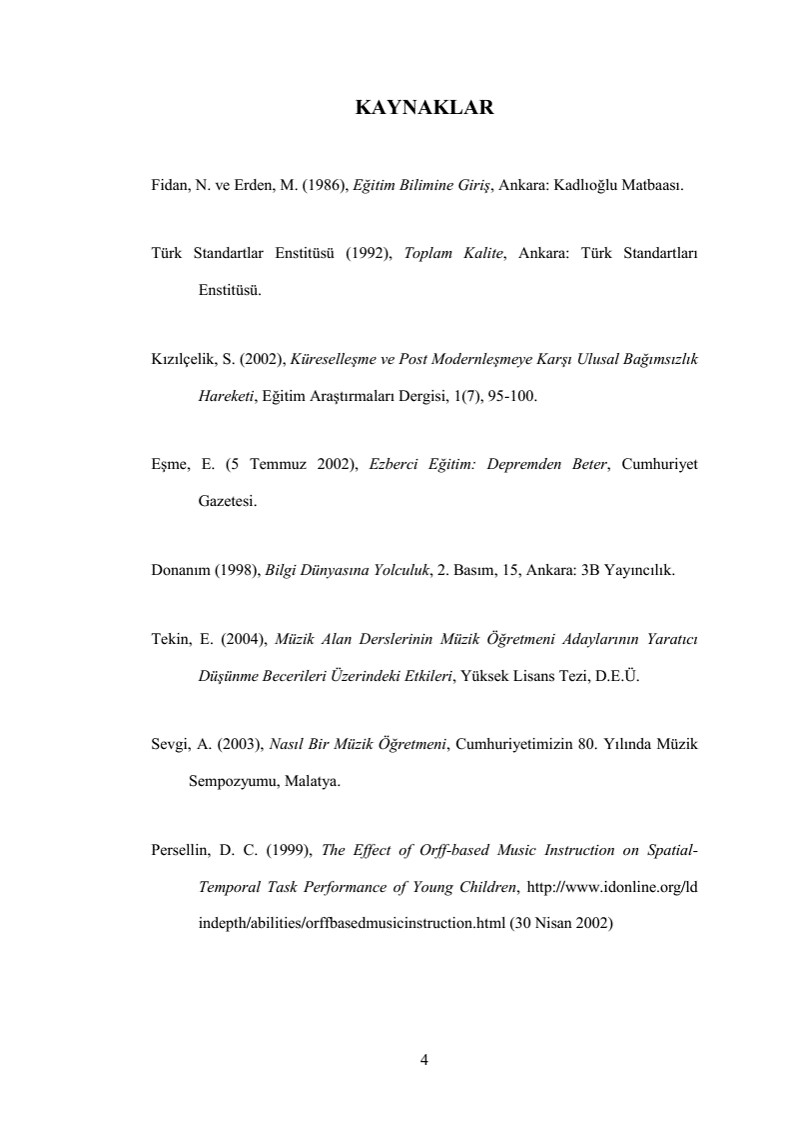 KAYNAKLAR
Fidan, N. ve Erden, M. (1986), Eğitim Bilimine Giriş, Ankara: Kadlıoğlu Matbaası.
Türk Standartlar Enstitüsü (1992), Toplam Kalite, Ankara: Türk Standartları
Enstitüsü.
Kızılçelik, S. (2002), Küreselleşme ve Post Modernleşmeye Karşı Ulusal Bağımsızlık
Hareketi, Eğitim Araştırmaları Dergisi, 1(7), 95-100.
Eşme, E. (5 Temmuz 2002), Ezberci Eğitim: Depremden Beter, Cumhuriyet
Gazetesi.
Donanım (1998), Bilgi Dünyasına Yolculuk, 2. Basım, 15, Ankara: 3B Yayıncılık.
Tekin, E. (2004), Müzik Alan Derslerinin Müzik Öğretmeni Adaylarının Yaratıcı
Düşünme Becerileri Üzerindeki Etkileri, Yüksek Lisans Tezi, D.E.Ü.
Sevgi, A. (2003), Nasıl Bir Müzik Öğretmeni, Cumhuriyetimizin 80. Yılında Müzik
Sempozyumu, Malatya.
Persellin, D. C. (1999), The Effect of Orff-based Music Instruction on Spatial-
Temporal Task Performance of Young Children, http://www.idonline.org/ld
indepth/abilities/orffbasedmusicinstruction.html (30 Nisan 2002)
4